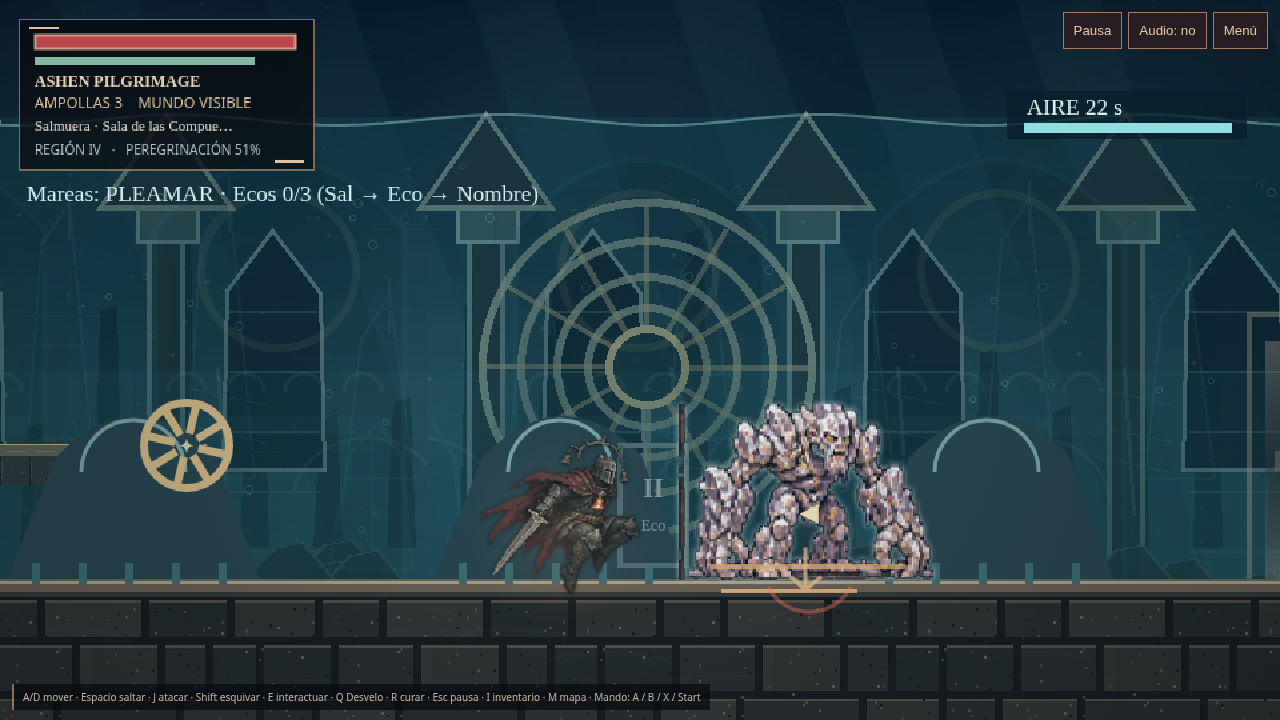 Pausa
Audio: no
Menú
ASHEN PILGRIMAGE
AMPOLLAS 3 MUNDO VISIBLE
Salmuera · Sala de las Compue…
REGIÓN IV · PEREGRINACIÓN 51%
AIRE 22 s
Mareas: PLEAMAR · Ecos 0/3 (Sal → Eco → Nombre)
II
Eco
A/D mover · Espacio saltar · J atacar · Shift esquivar · E interactuar · Q Desvelo · R curar · Esc pausa · I inventario · M mapa · Mando: A / B / X / Start